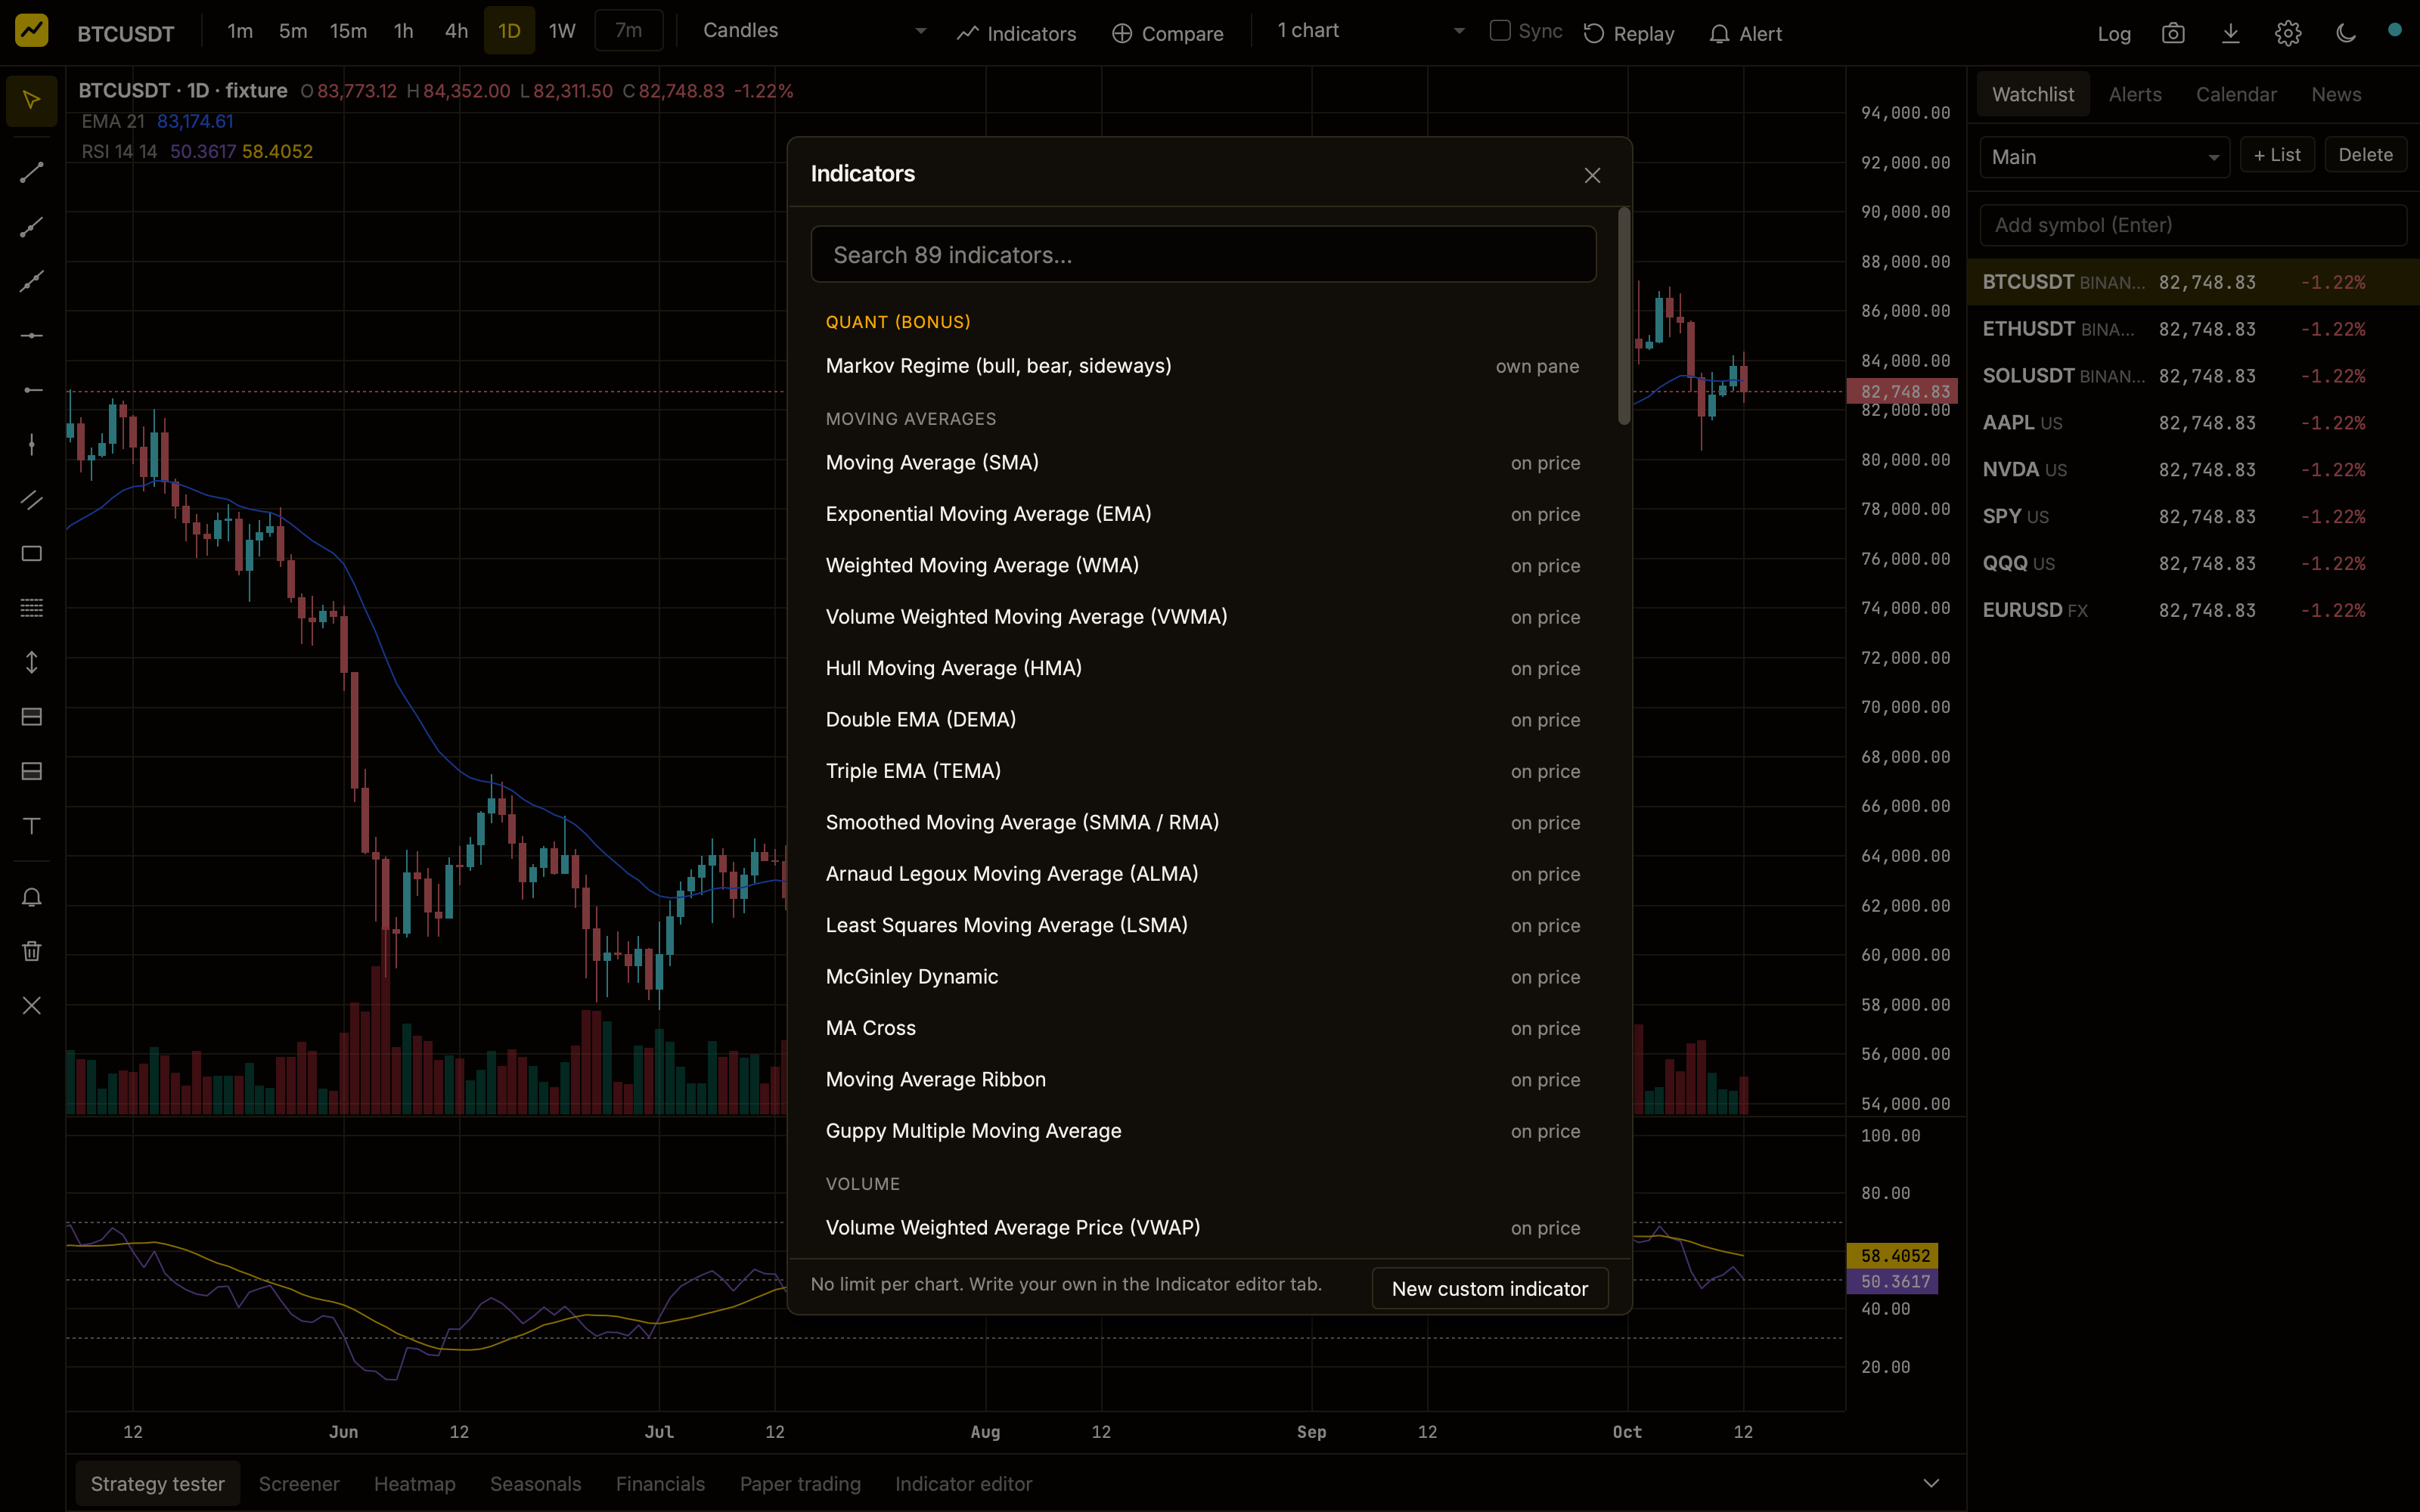 BTCUSDT 1m 5m 15m 1h 4h 1D 1W 7m Candles Indicators Compare 1 chart Sync Replay Alert Log
BTCUSDT · 1D · fixture O 83,773.12 H 84,352.00 L 82,311.50 C 82,748.83 -1.22%
EMA 21 83,174.61
RSI 14 14 50.3617 58.4052
Indicators
Search 89 indicators...
QUANT (BONUS)
Markov Regime (bull, bear, sideways) own pane
MOVING AVERAGES
Moving Average (SMA) on price
Exponential Moving Average (EMA) on price
Weighted Moving Average (WMA) on price
Volume Weighted Moving Average (VWMA) on price
Hull Moving Average (HMA) on price
Double EMA (DEMA) on price
Triple EMA (TEMA) on price
Smoothed Moving Average (SMMA / RMA) on price
Arnaud Legoux Moving Average (ALMA) on price
Least Squares Moving Average (LSMA) on price
McGinley Dynamic on price
MA Cross on price
Moving Average Ribbon on price
Guppy Multiple Moving Average on price
VOLUME
Volume Weighted Average Price (VWAP) on price
No limit per chart. Write your own in the Indicator editor tab. New custom indicator
94,000.00
92,000.00
90,000.00
88,000.00
86,000.00
84,000.00
82,748.83
82,000.00
80,000.00
78,000.00
76,000.00
74,000.00
72,000.00
70,000.00
68,000.00
66,000.00
64,000.00
62,000.00
60,000.00
58,000.00
56,000.00
54,000.00
100.00
80.00
58.4052
50.3617
40.00
20.00
12 Jun 12 Jul 12 Aug 12 Sep 12 Oct 12
Watchlist Alerts Calendar News
Main + List Delete
Add symbol (Enter)
BTCUSDT BINAN... 82,748.83 -1.22%
ETHUSDT BINA... 82,748.83 -1.22%
SOLUSDT BINAN... 82,748.83 -1.22%
AAPL US 82,748.83 -1.22%
NVDA US 82,748.83 -1.22%
SPY US 82,748.83 -1.22%
QQQ US 82,748.83 -1.22%
EURUSD FX 82,748.83 -1.22%
Strategy tester Screener Heatmap Seasonals Financials Paper trading Indicator editor